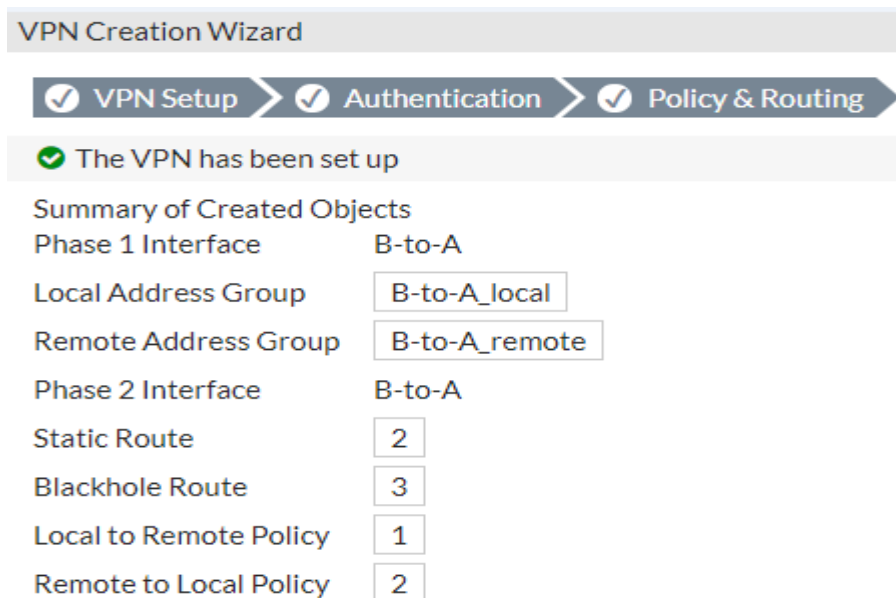 VPN Creation Wizard
VPN Setup Authentication Policy & Routing
The VPN has been set up
Summary of Created Objects
Phase 1 Interface B-to-A
Local Address Group B-to-A_local
Remote Address Group B-to-A_remote
Phase 2 Interface B-to-A
Static Route 2
Blackhole Route 3
Local to Remote Policy 1
Remote to Local Policy 2